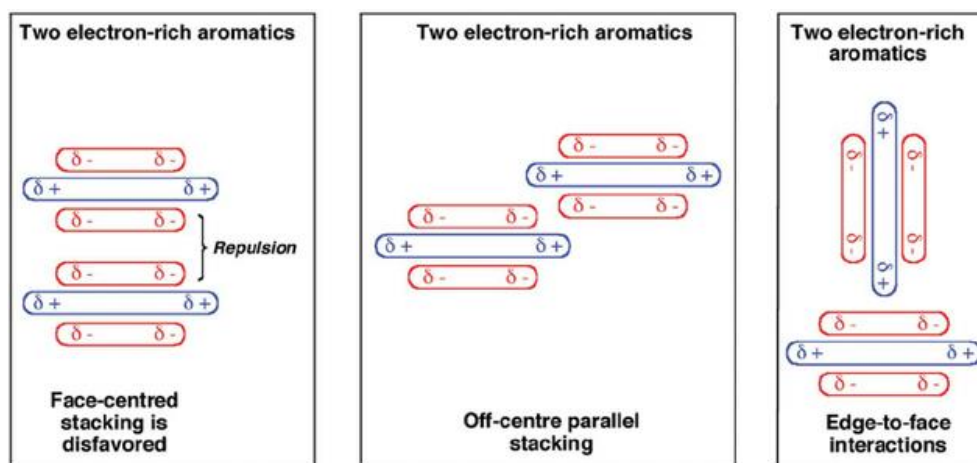 Two electron-rich aromatics
δ - δ -
δ + δ +
δ - δ -
Repulsion
δ - δ -
δ + δ +
δ - δ -
Face-centred
stacking is
disfavored
Two electron-rich aromatics
δ - δ -
δ + δ +
δ - δ -
δ - δ -
δ + δ +
δ - δ -
Off-centre parallel
stacking
Two electron-rich
aromatics
δ +
δ - δ -
δ - δ -
δ +
δ - δ -
δ + δ +
δ - δ -
Edge-to-face
interactions